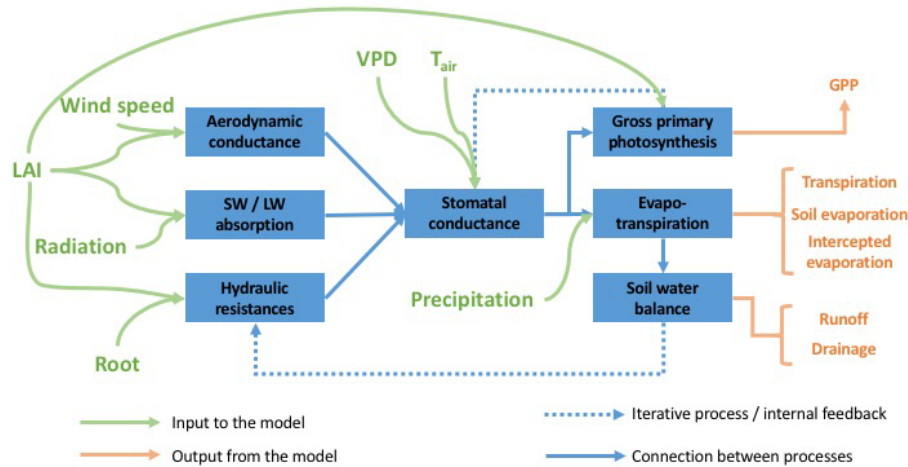 VPD
Tair
GPP
Wind speed
Aerodynamic
conductance
Gross primary
photosynthesis
LAI
SW / LW
absorption
Stomatal
conductance
Evapo-
transpiration
Transpiration
Soil evaporation
Intercepted
evaporation
Radiation
Hydraulic
resistances
Precipitation
Soil water
balance
Runoff
Drainage
Root
Input to the model
Iterative process / internal feedback
Output from the model
Connection between processes